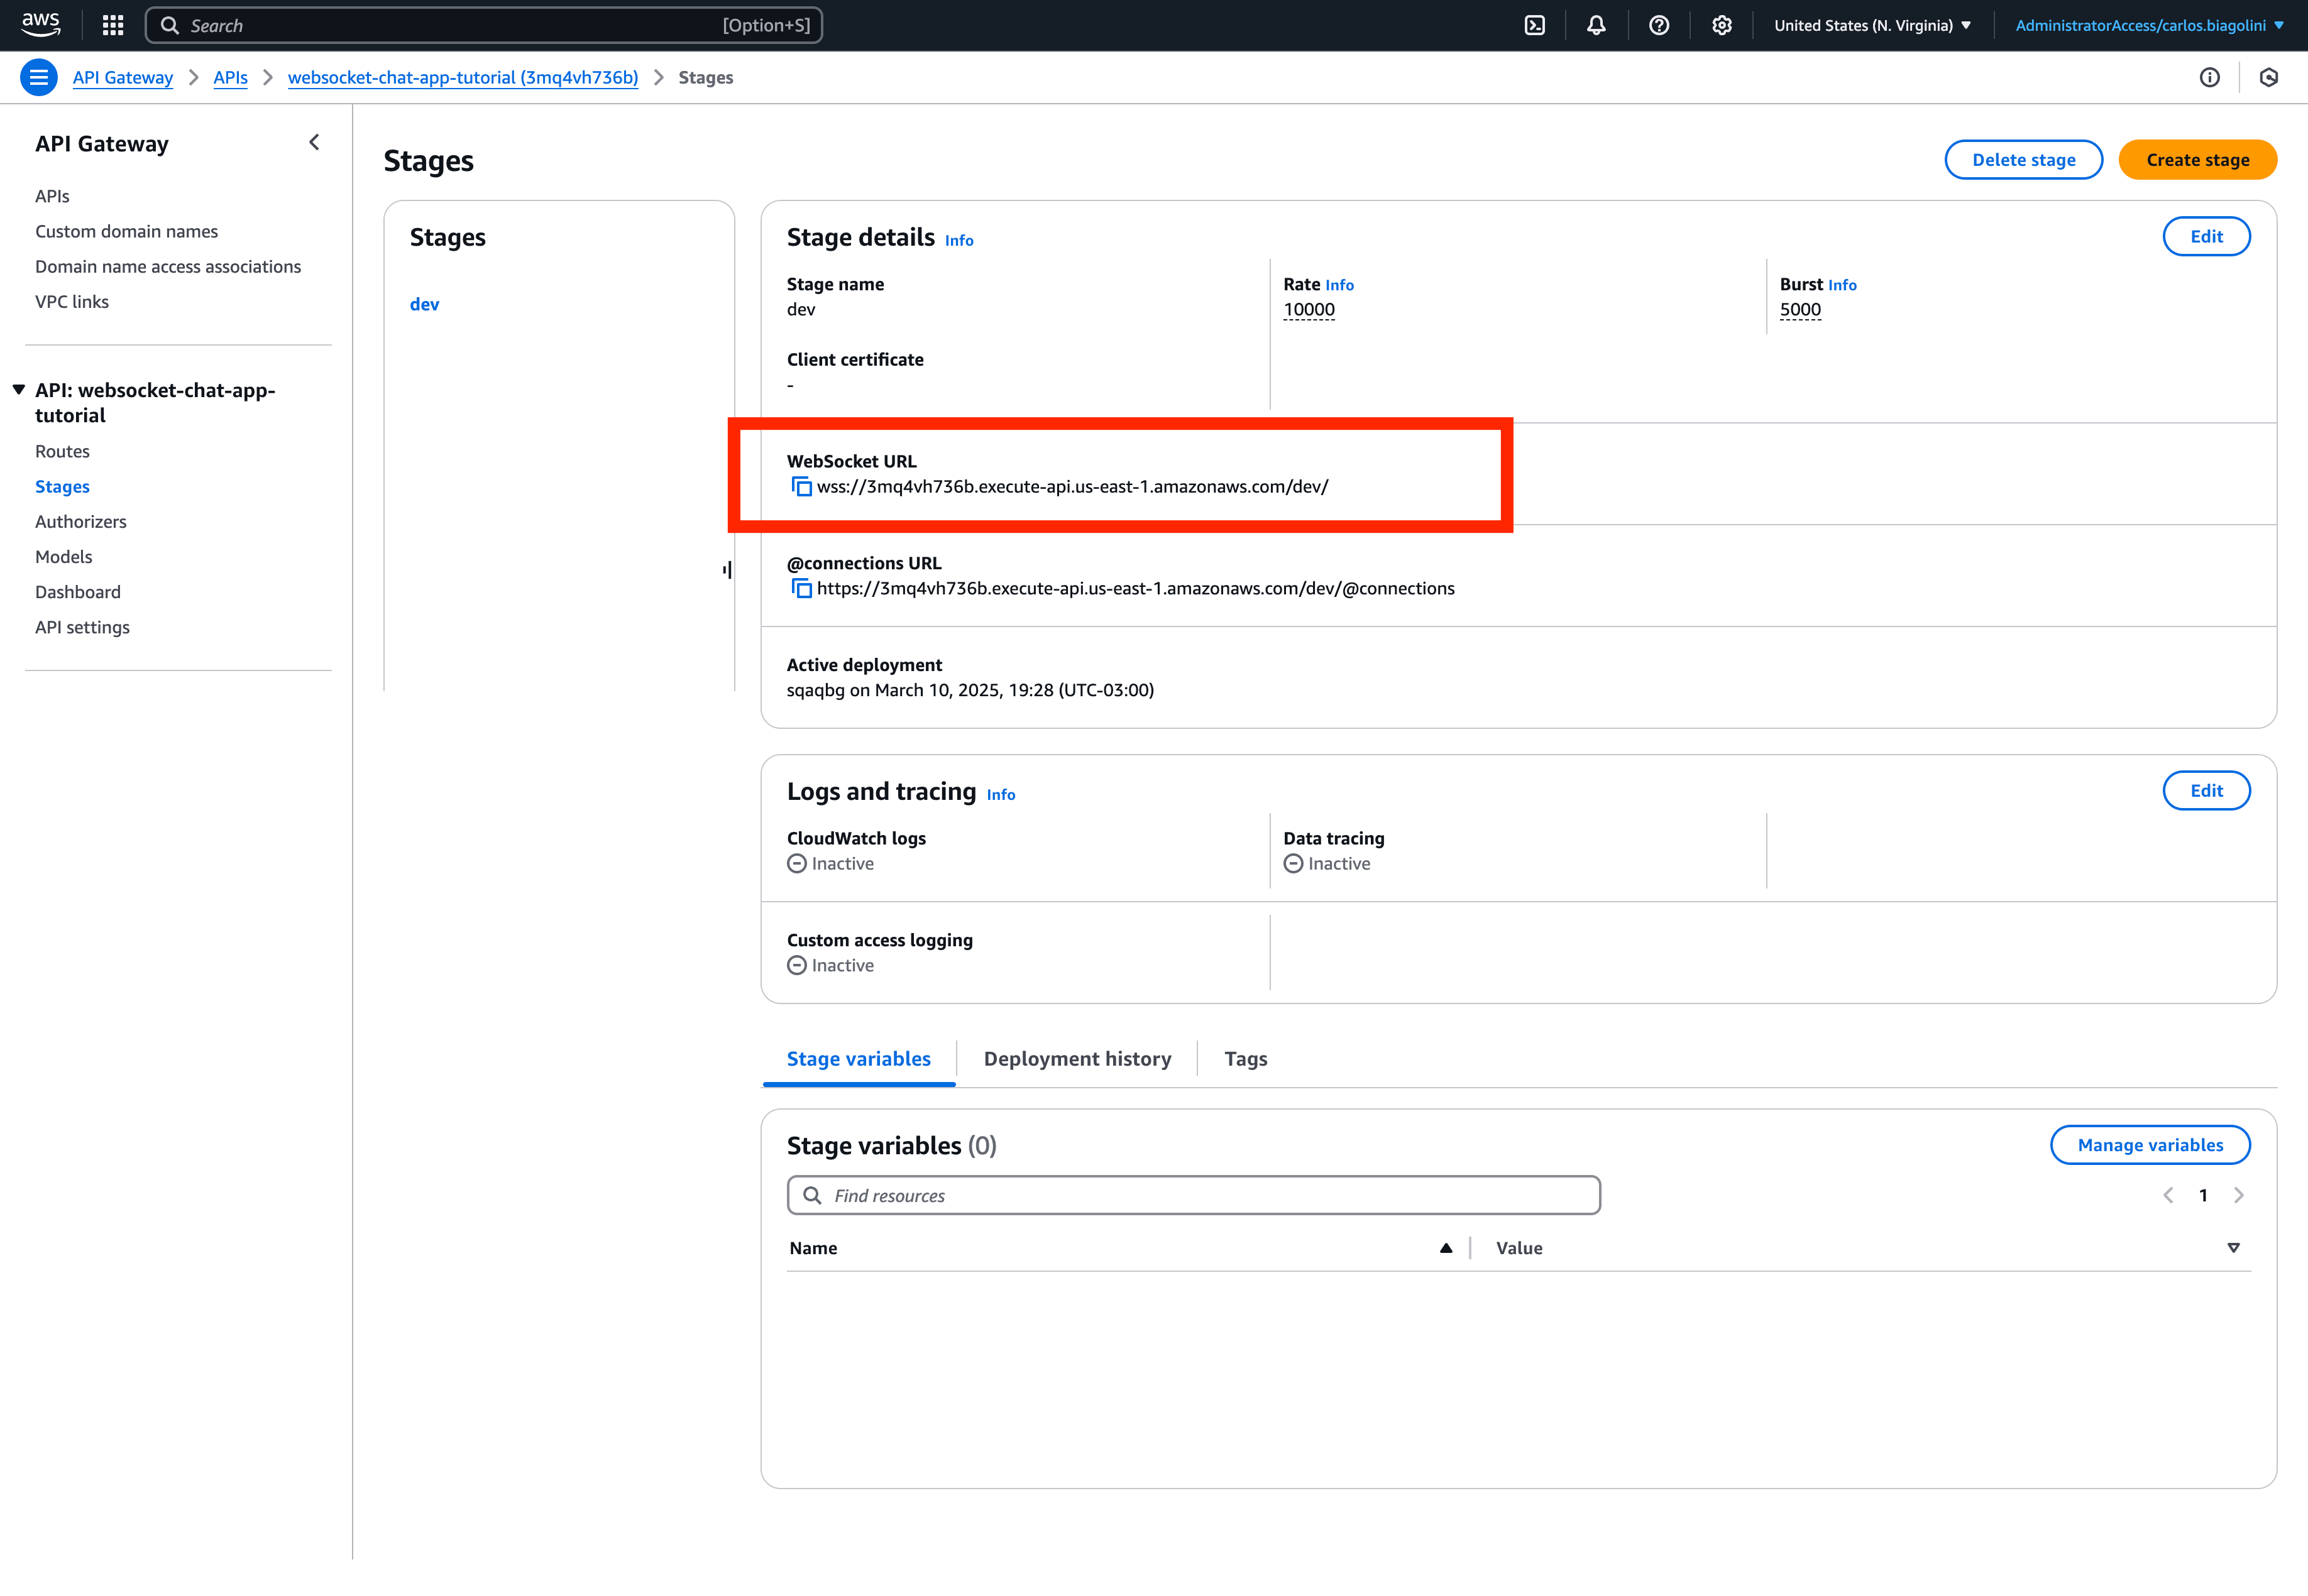 aws
Search [Option+S]
United States (N. Virginia)
AdministratorAccess/carlos.biagolini
API Gateway
APIs
websocket-chat-app-tutorial (3mq4vh736b)
Stages
API Gateway
APIs
Custom domain names
Domain name access associations
VPC links
API: websocket-chat-app-
tutorial
Routes
Stages
Authorizers
Models
Dashboard
API settings
Stages
Delete stage
Create stage
Stages
dev
Stage details Info
Edit
Stage name
dev
Rate Info
10000
Burst Info
5000
Client certificate
-
WebSocket URL
wss://3mq4vh736b.execute-api.us-east-1.amazonaws.com/dev/
@connections URL
https://3mq4vh736b.execute-api.us-east-1.amazonaws.com/dev/@connections
Active deployment
sqaqbg on March 10, 2025, 19:28 (UTC-03:00)
Logs and tracing Info
Edit
CloudWatch logs
Inactive
Data tracing
Inactive
Custom access logging
Inactive
Stage variables
Deployment history
Tags
Stage variables (0)
Manage variables
Find resources
1
Name
Value